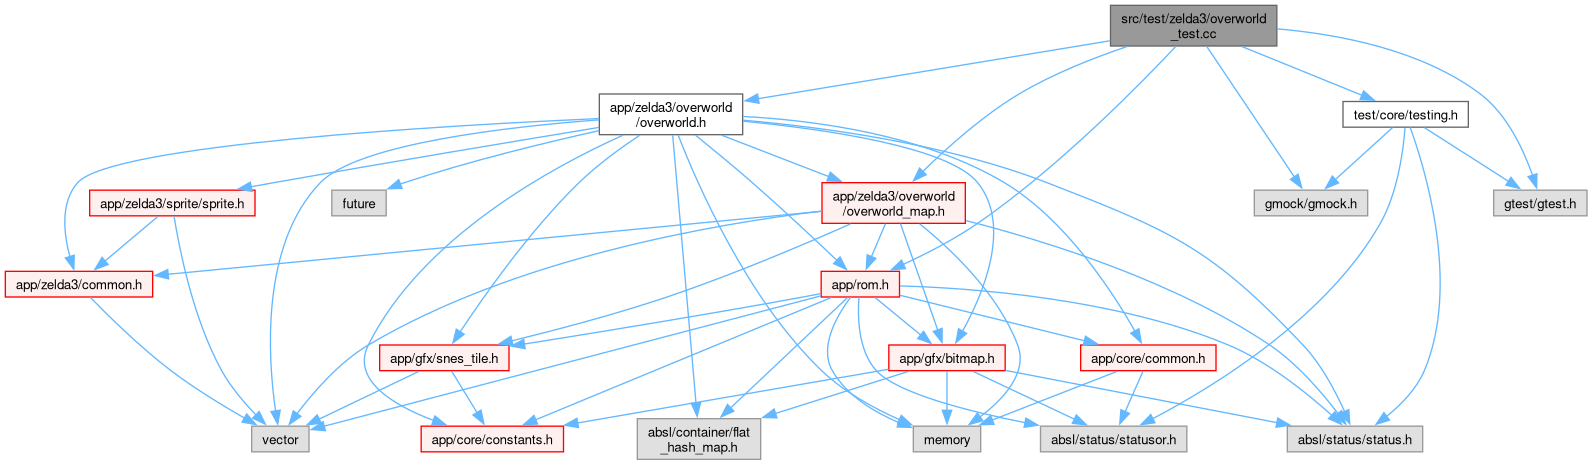 src/test/zelda3/overworld
_test.cc
app/zelda3/overworld
/overworld.h
test/core/testing.h
app/zelda3/sprite/sprite.h
future
app/zelda3/overworld
/overworld_map.h
gmock/gmock.h
gtest/gtest.h
app/zelda3/common.h
app/rom.h
app/gfx/snes_tile.h
app/gfx/bitmap.h
app/core/common.h
vector
app/core/constants.h
absl/container/flat
_hash_map.h
memory
absl/status/statusor.h
absl/status/status.h